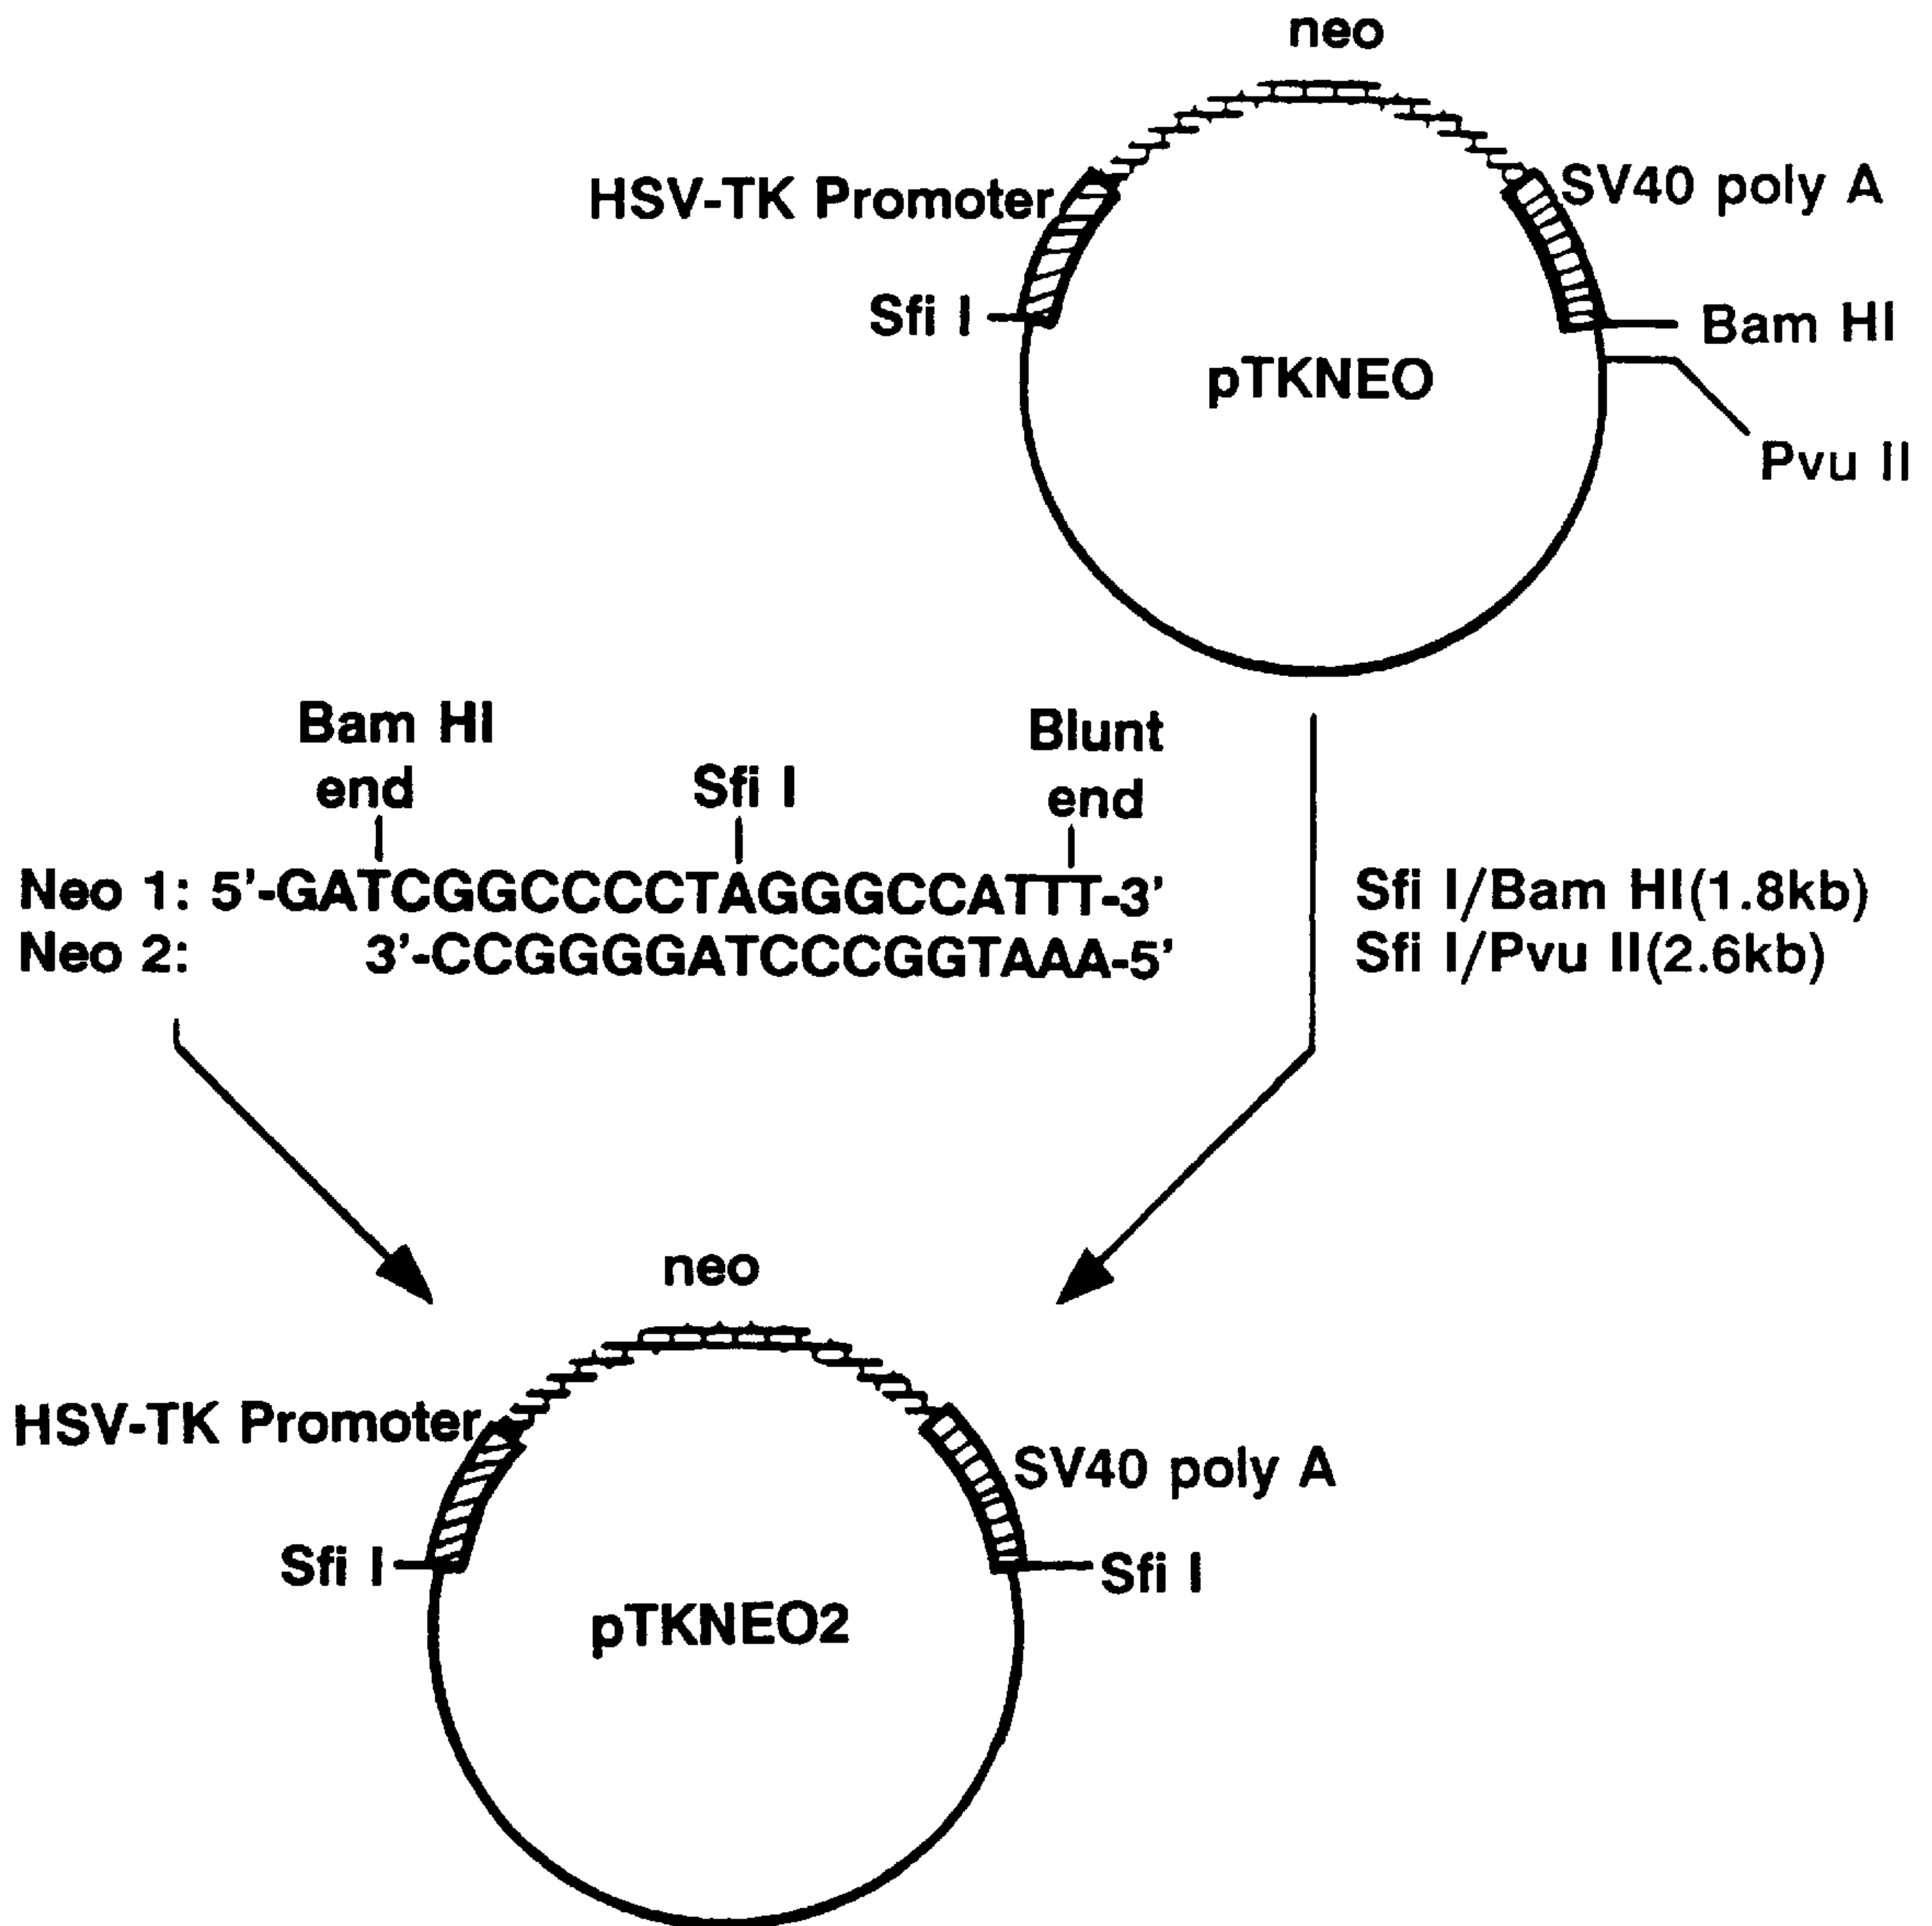 neo
HSV-TK Promoter
SV40 poly A
Sfi I
Bam HI
pTKNEO
Pvu II
Bam HI
end
Sfi I
Blunt
end
Neo 1: 5’-GATCGGCCCCTAGGGCCATTT-3’
Neo 2: 3’-CCGGGGATCCCGGTAAA-5’
Sfi I/Bam HI(1.8kb)
Sfi I/Pvu II(2.6kb)
neo
HSV-TK Promoter
SV40 poly A
Sfi I
Sfi I
pTKNEO2